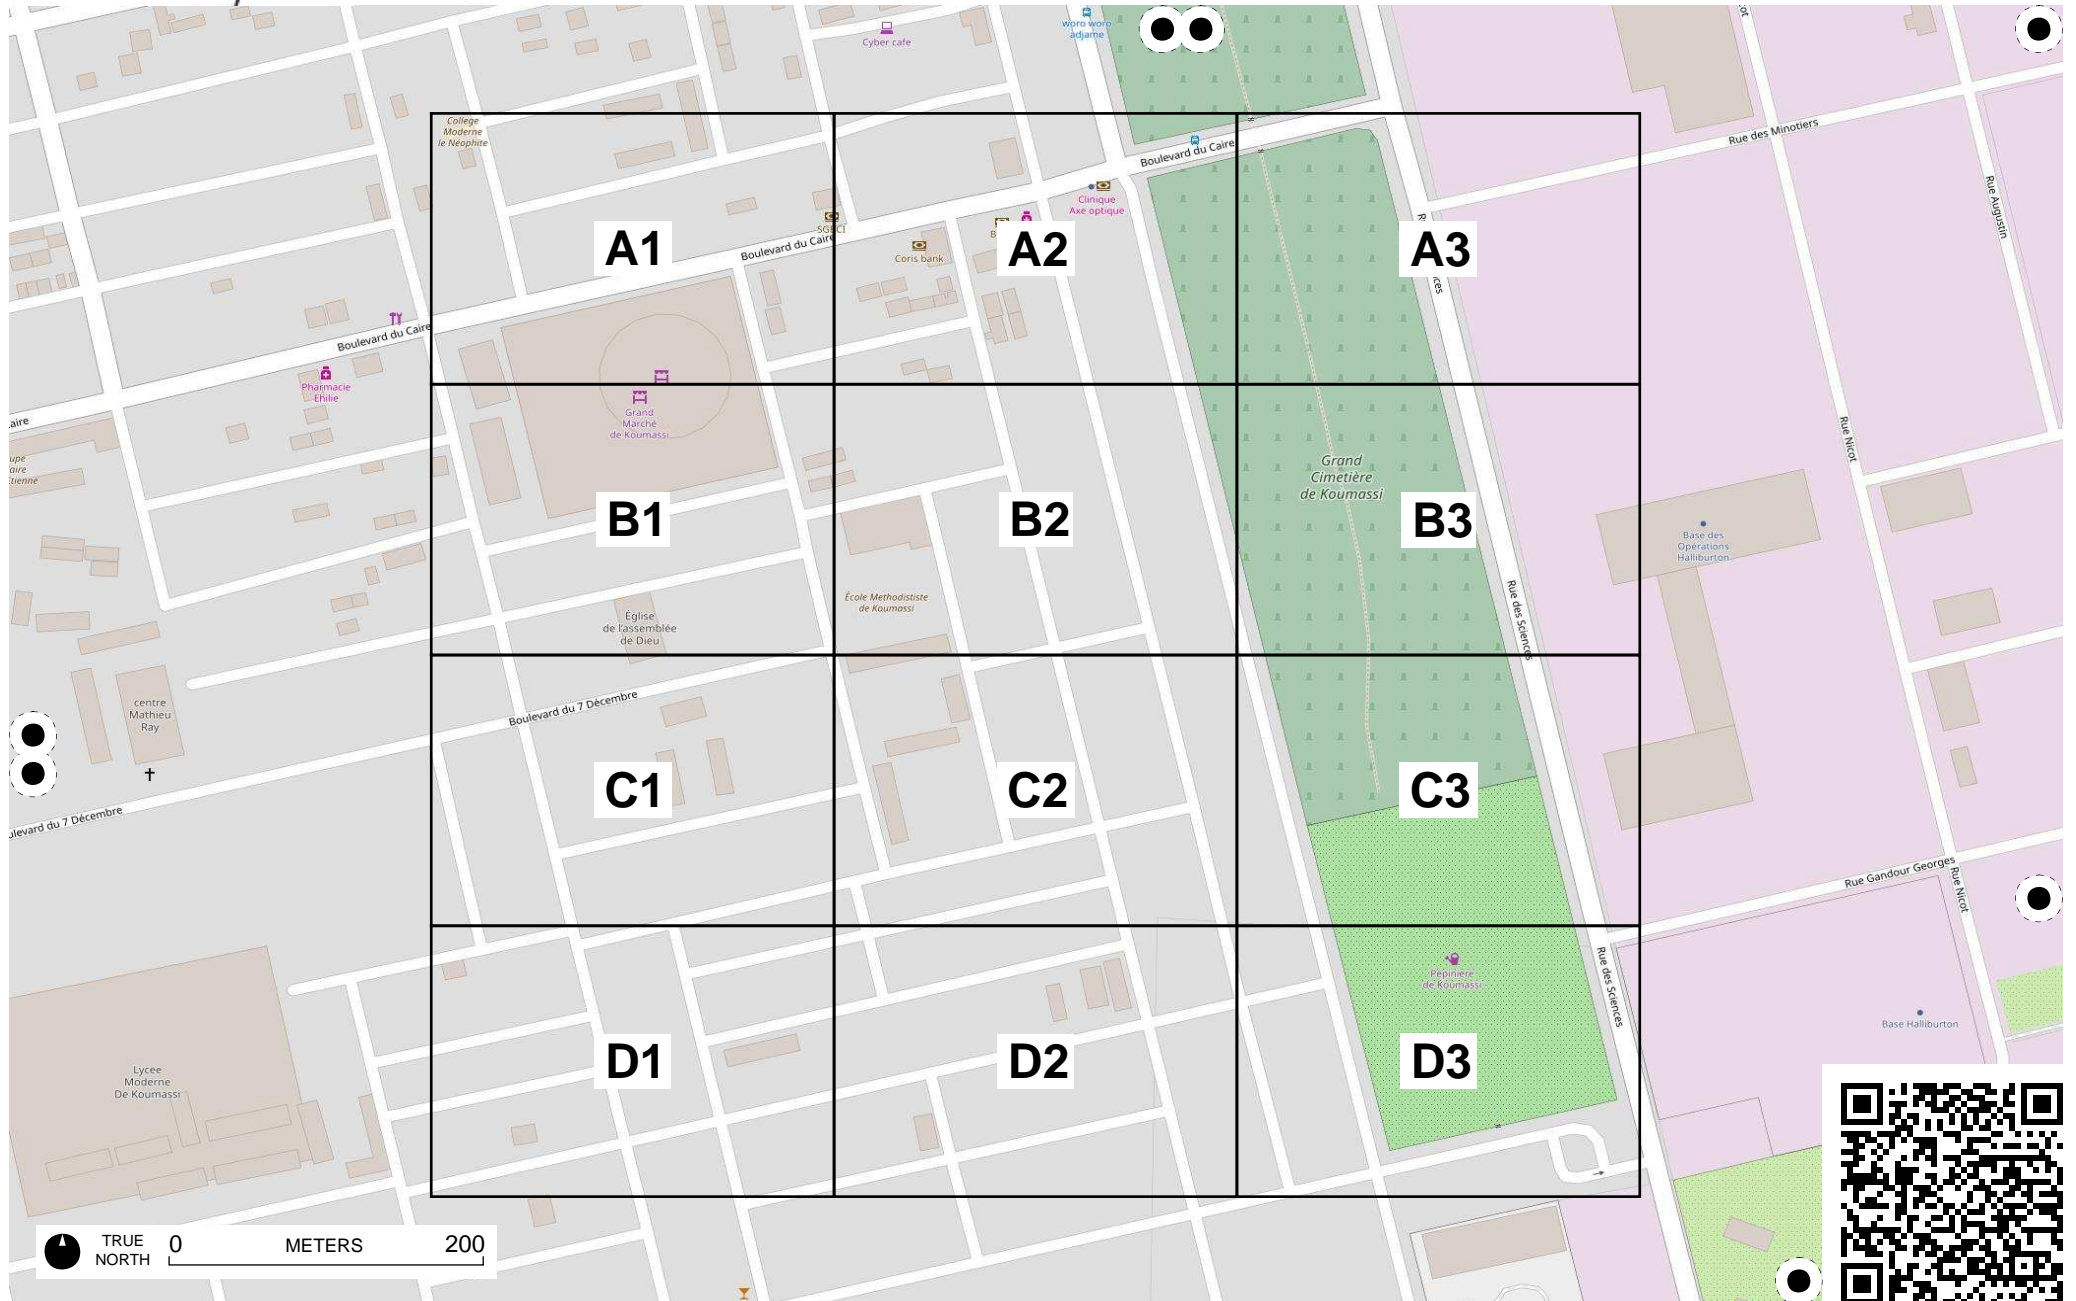 Cyber cafe
woro woro
adjame
College
Moderne
le Néophite
Rue des Minotiers
Boulevard du Caire
Clinique
Axe optique
Rue Augustin
SGBCI
Boulevard du Caire
Coris bank
A1
A2
A3
Boulevard du Caire
Pharmacie
Ehilie
Grand
Marché
de Koumassi
Rue Nicot
Grand
Cimetière
de Koumassi
B1
B2
B3
Base des
Opérations
Halliburton
École Methodististe
de Koumassi
Église
de l'assemblée
de Dieu
Rue des Sciences
centre
Mathieu
Ray
Boulevard du 7 Décembre
C1
C2
C3
ulevard du 7 Décembre
Rue Gandour Georges
Rue Nicot
Rue des Sciences
Pépiniere
de Koumassi
Base Halliburton
D1
D2
D3
Lycee
Moderne
De Koumassi
TRUE
NORTH
0 METERS 200